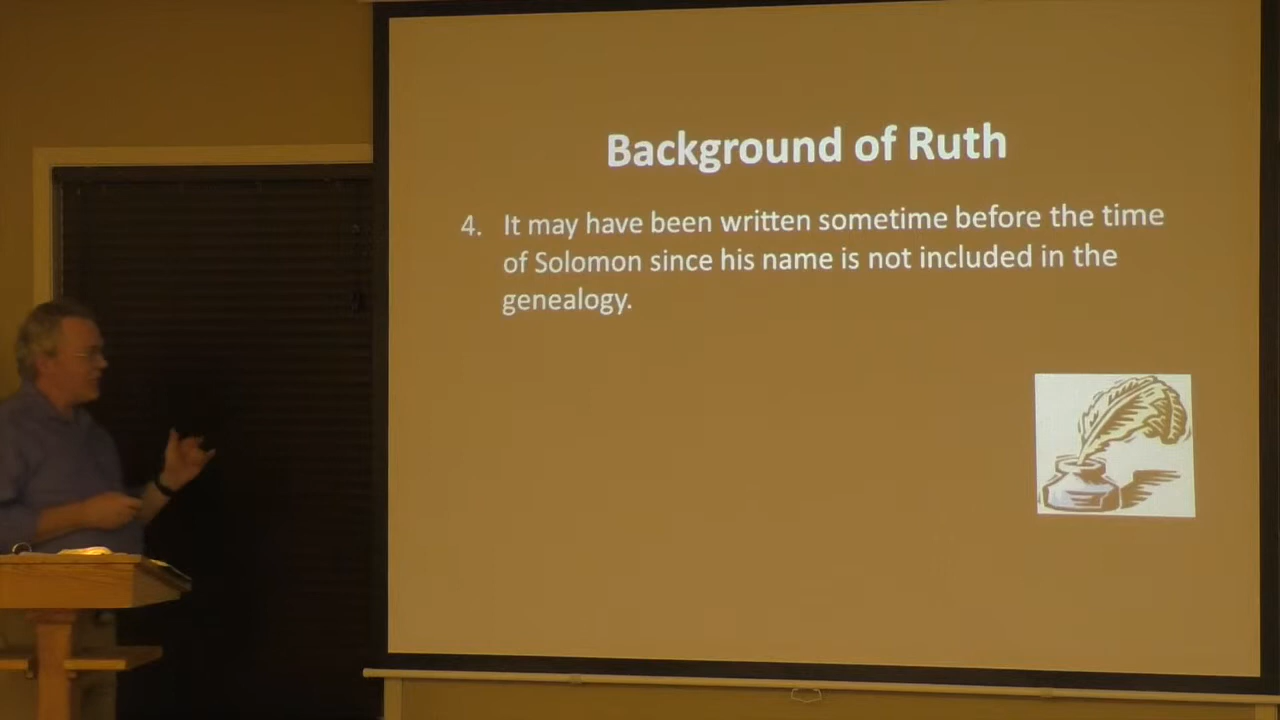 Background of Ruth
4. It may have been written sometime before the time
of Solomon since his name is not included in the
genealogy.